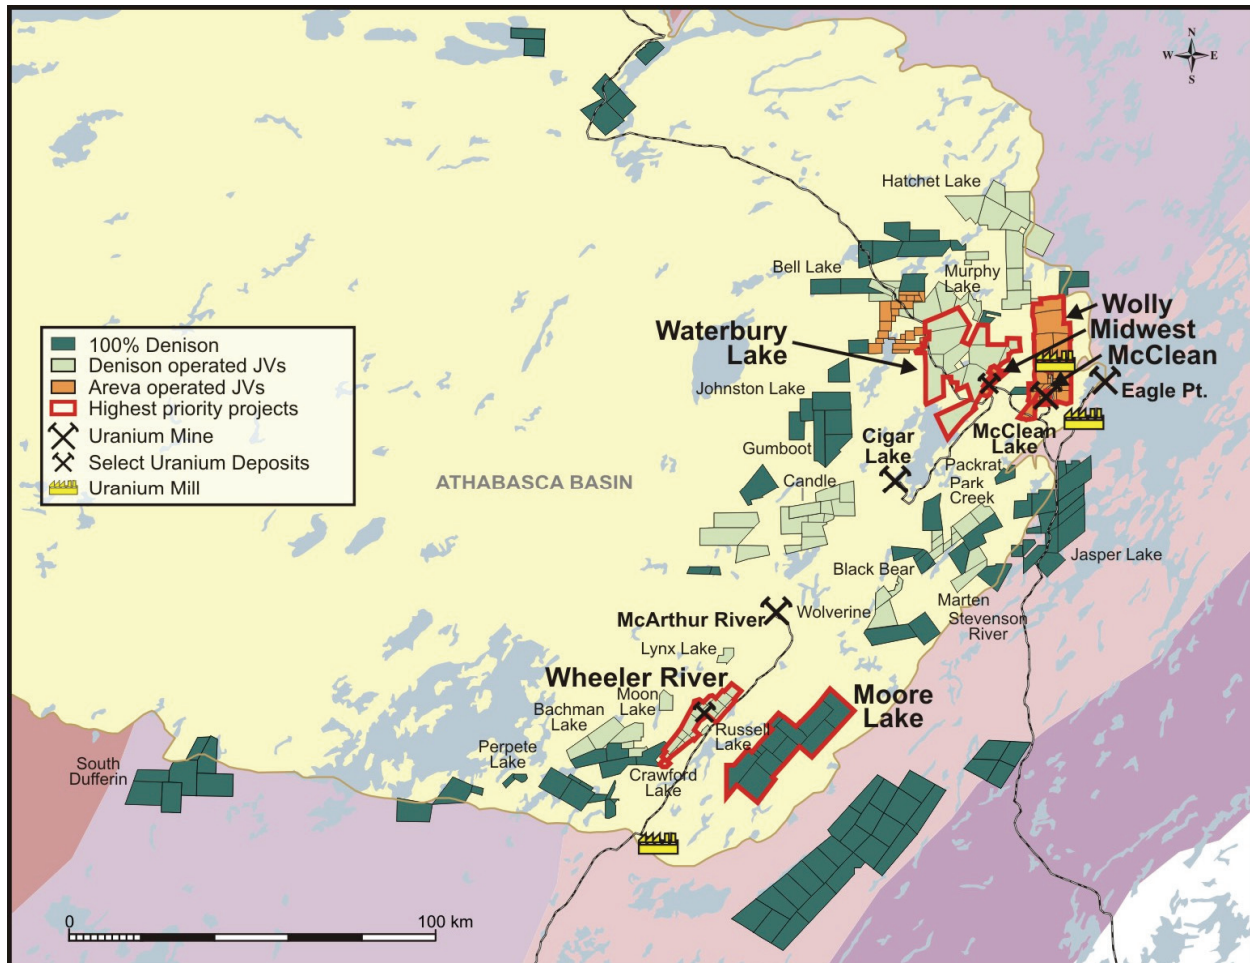 N
W E
S
Hatchet Lake
Bell Lake
Murphy
Lake
Wolly
Waterbury
Lake
Midwest
McClean
Eagle Pt.
100% Denison
Denison operated JVs
Areva operated JVs
Highest priority projects
Uranium Mine
Select Uranium Deposits
Uranium Mill
Johnston Lake
Gumboot
Cigar
Lake
McClean
Lake
Packrat
Park
Creek
Candle
ATHABASCA BASIN
Jasper Lake
Black Bear
Marten
Stevenson
River
Wolverine
McArthur River
Lynx Lake
Wheeler River
Moon
Lake
Bachman
Lake
Moore
Lake
Russell
Lake
Perpete
Lake
Crawford
Lake
South
Dufferin
0 100 km